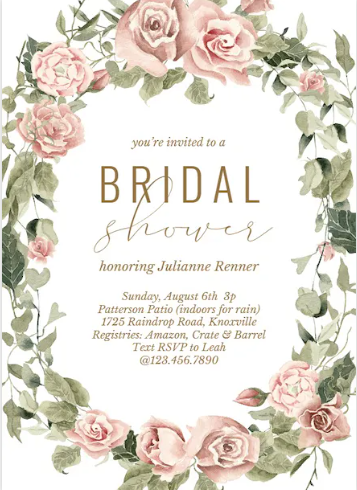 you're invited to a
BRIDAL
shower
honoring Julianne Renner
Sunday, August 6th 3p
Patterson Patio (indoors for rain)
1725 Raindrop Road, Knoxville
Registries: Amazon, Crate & Barrel
Text RSVP to Leah
@123.456.7890